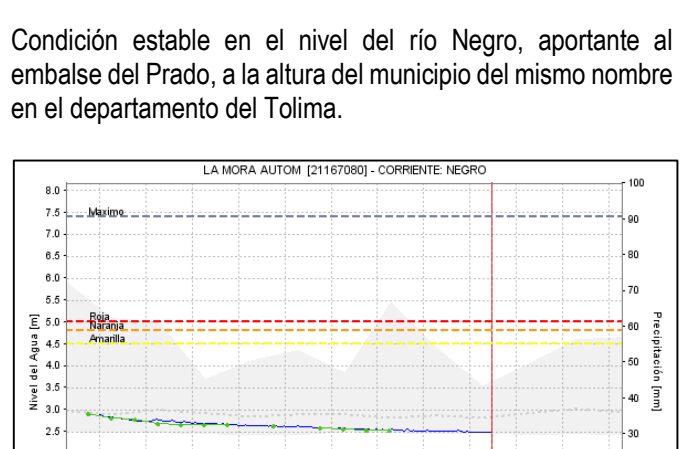 Condición estable en el nivel del río Negro, aportante al
embalse del Prado, a la altura del municipio del mismo nombre
en el departamento del Tolima.
LA MORA AUTOM [21167080] - CORRIENTE: NEGRO
8.0
7.5
7.0
6.5
6.0
5.5
5.0
4.5
4.0
3.5
3.0
2.5
Nivel del Agua [m]
Maximo
Roja
Naranja
Amarilla
100
90
80
70
60
50
40
30
Precipitación [mm]